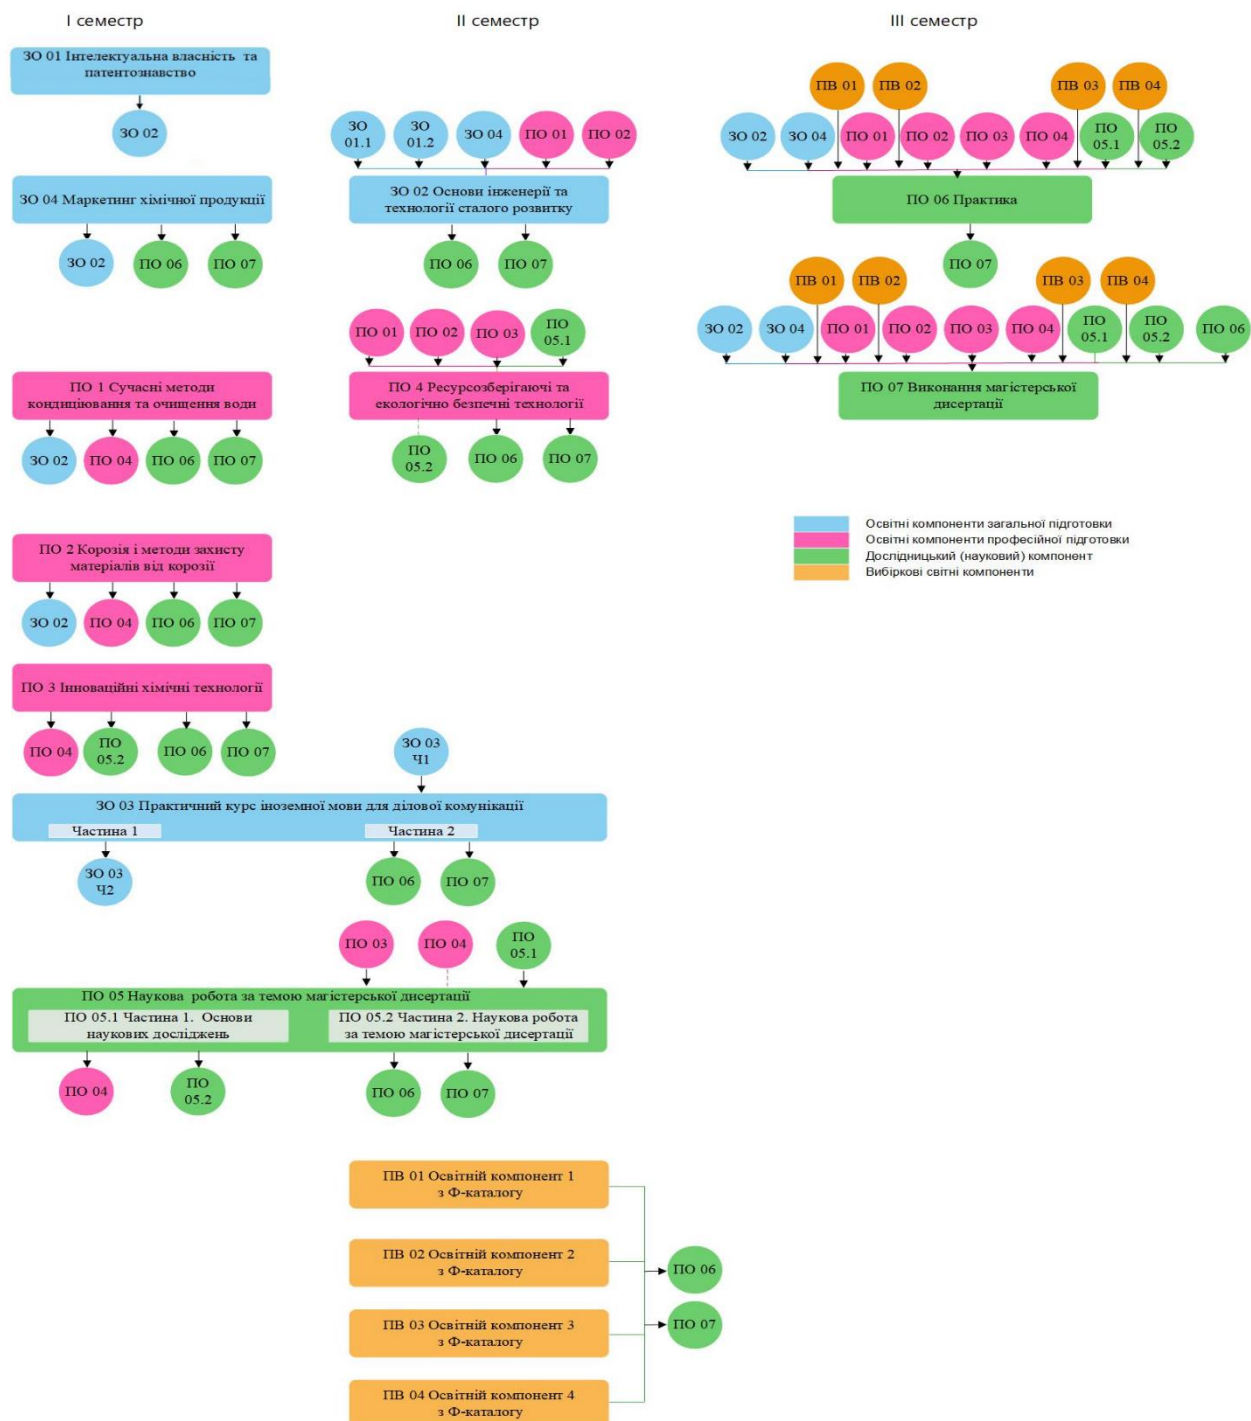 I семестр
II семестр
III семестр
ЗО 01 Інтелектуальна власність та
патентознавство
ЗО 02
ЗО 04 Маркетинг хімічної продукції
ЗО 02
ПО 06
ПО 07
ПО 1 Сучасні методи
кондиціювання та очищення води
ЗО 02
ПО 04
ПО 06
ПО 07
ПО 2 Корозія і методи захисту
матеріалів від корозії
ЗО 02
ПО 04
ПО 06
ПО 07
ПО 3 Інноваційні хімічні технології
ПО 04
ПО
05.2
ПО 06
ПО 07
ЗО
01.1
ЗО
01.2
ЗО 04
ПО 01
ПО 02
ЗО 02 Основи інженерії та
технології сталого розвитку
ПО 06
ПО 07
ПО 01
ПО 02
ПО 03
ПО
05.1
ПО 4 Ресурсозберігаючі та
екологічно безпечні технології
ПО
05.2
ПО 06
ПО 07
ПВ 01
ПВ 02
ПВ 03
ПВ 04
ЗО 02
ЗО 04
ПО 01
ПО 02
ПО 03
ПО 04
ПО
05.1
ПО
05.2
ПО 06 Практика
ПО 07
ПВ 01
ПВ 02
ПВ 03
ПВ 04
ЗО 02
ЗО 04
ПО 01
ПО 02
ПО 03
ПО 04
ПО
05.1
ПО
05.2
ПО 06
ПО 07 Виконання магістерської
дисертації
Освітні компоненти загальної підготовки
Освітні компоненти професійної підготовки
Дослідницький (науковий) компонент
Вибіркові світні компоненти
ЗО 03
Ч1
ЗО 03 Практичний курс іноземної мови для ділової комунікації
Частина 1
Частина 2
ЗО 03
Ч2
ПО 06
ПО 07
ПО 03
ПО 04
ПО
05.1
ПО 05 Наукова робота за темою магістерської дисертації
ПО 05.1 Частина 1. Основи
наукових досліджень
ПО 05.2 Частина 2. Наукова робота
за темою магістерської дисертації
ПО 04
ПО
05.2
ПО 06
ПО 07
ПВ 01 Освітній компонент 1
з Ф-каталогу
ПВ 02 Освітній компонент 2
з Ф-каталогу
ПВ 03 Освітній компонент 3
з Ф-каталогу
ПВ 04 Освітній компонент 4
з Ф-каталогу
ПО 06
ПО 07